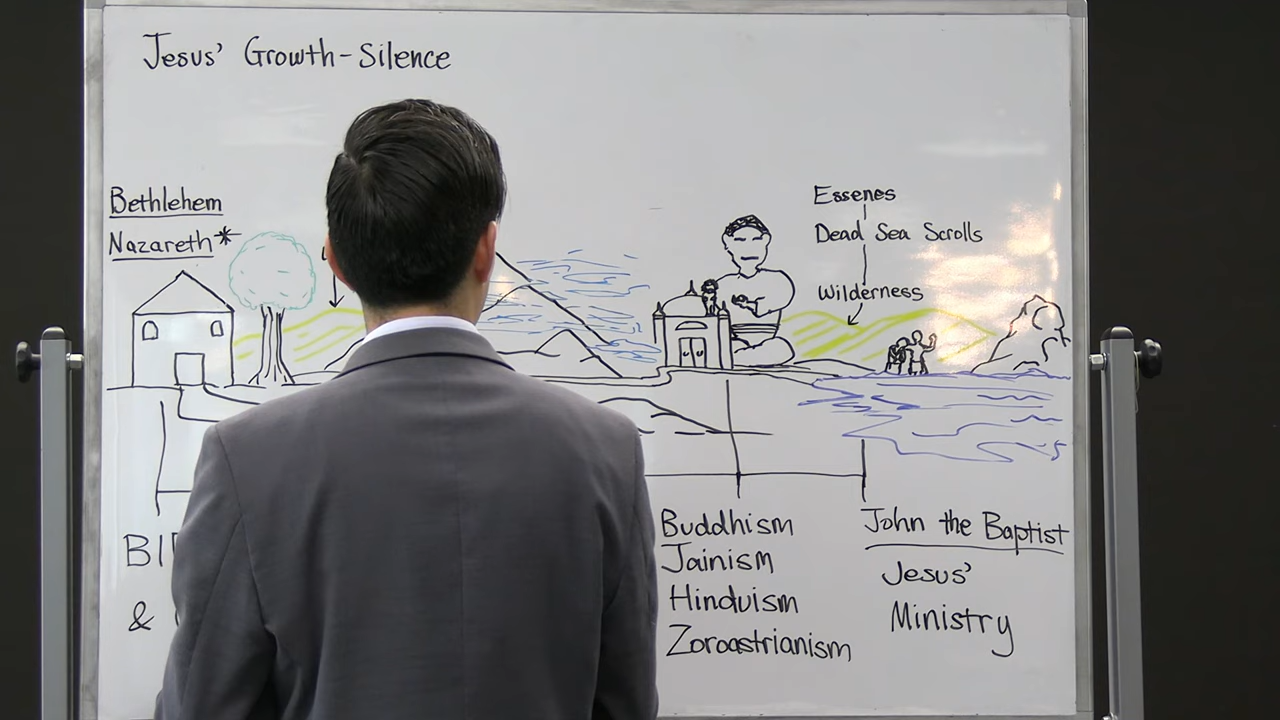 Jesus' Growth-Silence
Bethlehem
Nazareth*
Essenes
Dead Sea Scrolls
Wilderness
&
Buddhism
Jainism
Hinduism
Zoroastrianism
John the Baptist
Jesus'
Ministry